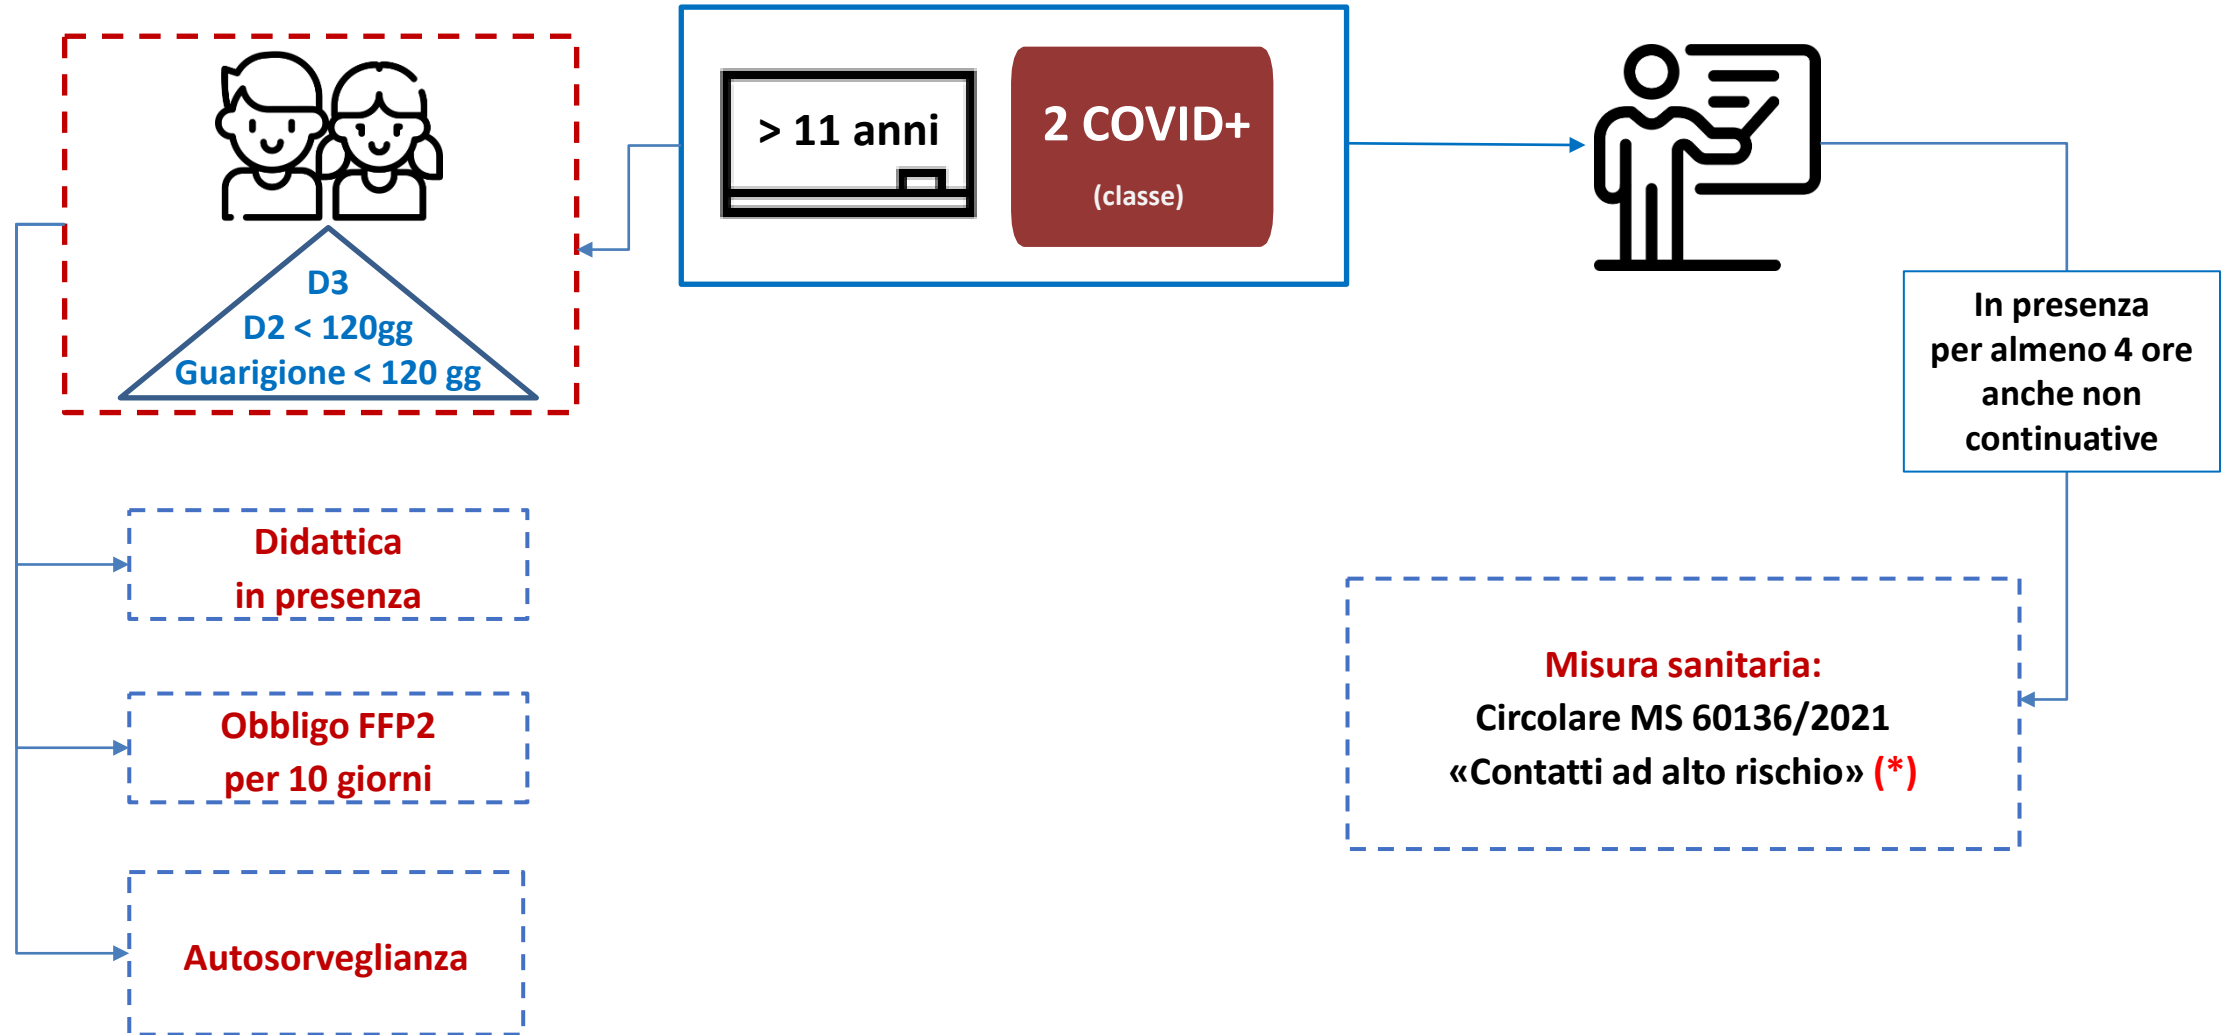 > 11 anni
2 COVID+
(classe)
D3
D2 < 120gg
Guarigione < 120 gg
In presenza
per almeno 4 ore
anche non
continuative
Didattica
in presenza
Obbligo FFP2
per 10 giorni
Autosorveglianza
Misura sanitaria:
Circolare MS 60136/2021
«Contatti ad alto rischio» (*)